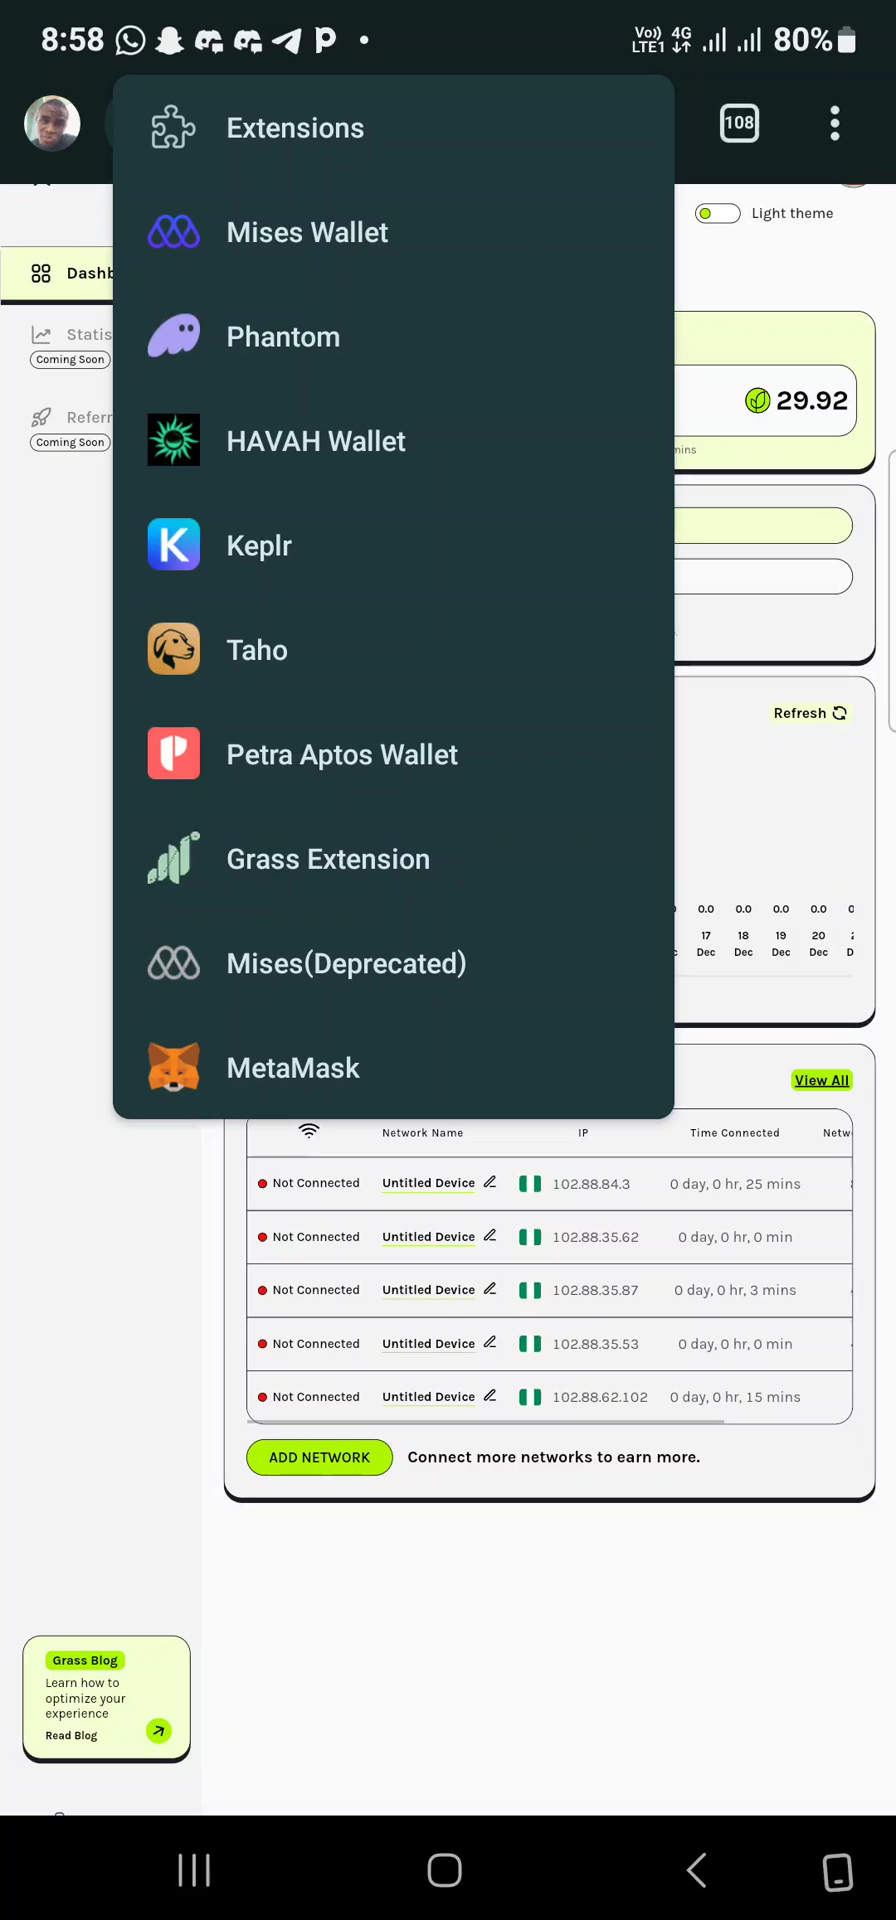 8:58
Vo)) 4G
LTE1
80%
108
Extensions
Mises Wallet
Phantom
HAVAH Wallet
Keplr
Taho
Petra Aptos Wallet
Grass Extension
Mises(Deprecated)
MetaMask
Light theme
Dashb
Statis
Coming Soon
Referr
Coming Soon
29.92
mins
Refresh
0.0 0.0 0.0 0.0
17 18 19 20
Dec Dec Dec Dec
View All
Network Name IP Time Connected Netw
Not Connected Untitled Device 102.88.84.3 0 day, 0 hr, 25 mins
Not Connected Untitled Device 102.88.35.62 0 day, 0 hr, 0 min
Not Connected Untitled Device 102.88.35.87 0 day, 0 hr, 3 mins
Not Connected Untitled Device 102.88.35.53 0 day, 0 hr, 0 min
Not Connected Untitled Device 102.88.62.102 0 day, 0 hr, 15 mins
ADD NETWORK Connect more networks to earn more.
Grass Blog
Learn how to
optimize your
experience
Read Blog